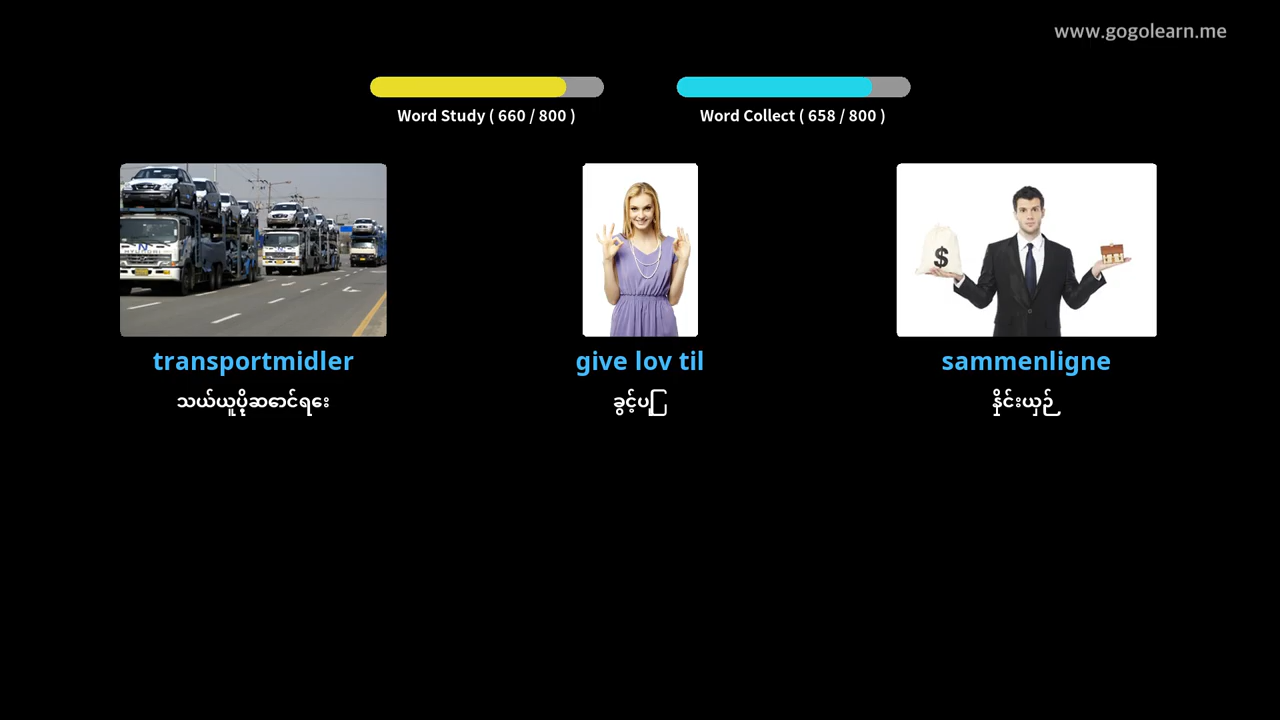 www.gogolearn.me
Word Study ( 660 / 800 )
Word Collect ( 658 / 800 )
transportmidler
give lov til
sammenligne
သယ်ယူပို့ဆောင်ရေး
ခွင့်ပြု
နှိုင်းယှဉ်